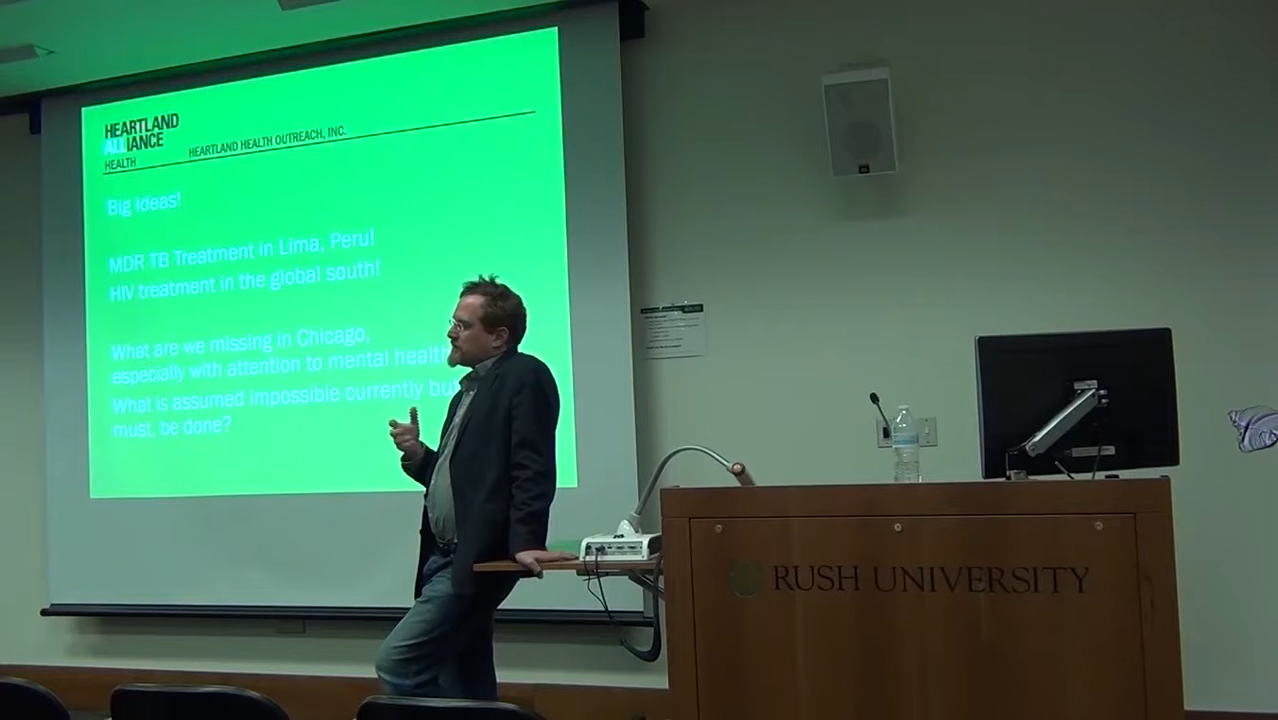 HEARTLAND
ALLIANCE
HEALTH
HEARTLAND HEALTH OUTREACH, INC.
Big Ideas!
MDR TB Treatment in Lima, Peru!
HIV treatment in the global south!
What are we missing in Chicago,
especially with attention to mental health
What is assumed impossible currently but
must, be done?
RUSH UNIVERSITY